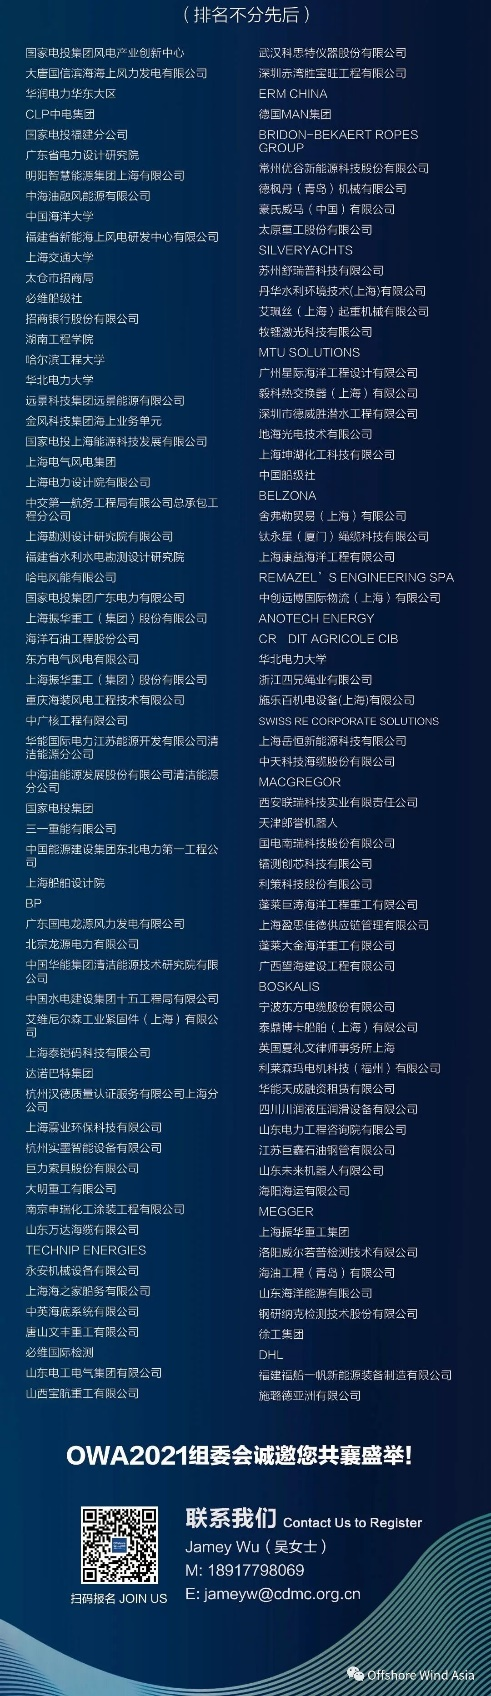 （排名不分先后）
国家电投集团风电产业创新中心
大唐国信滨海海上风力发电有限公司
华润电力华东大区
CLP中电集团
国家电投福建分公司
广东省电力设计研究院
明阳智慧能源集团上海有限公司
中海油融风能源有限公司
中国海洋大学
福建省新能海上风电研发中心有限公司
上海交通大学
太仓市招商局
必维船级社
招商银行股份有限公司
湖南工程学院
哈尔滨工程大学
华北电力大学
远景科技集团远景能源有限公司
金风科技集团海上业务单元
国家电投上海能源科技发展有限公司
上海电气风电集团
上海电力设计院有限公司
中交第一航务工程局有限公司总承包工
程分公司
上海勘测设计研究院有限公司
福建省水利水电勘测设计研究院
哈电风能有限公司
国家电投集团广东电力有限公司
上海振华重工（集团）股份有限公司
海洋石油工程股份公司
东方电气风电有限公司
上海振华重工（集团）股份有限公司
重庆海装风电工程技术有限公司
中广核工程有限公司
华能国际电力江苏能源开发有限公司清
洁能源分公司
中海油能源发展股份有限公司清洁能源
分公司
国家电投集团
三一重能有限公司
中国能源建设集团东北电力第一工程公
司
上海船舶设计院
BP
广东国电龙源风力发电有限公司
北京龙源电力有限公司
中国华能集团清洁能源技术研究院有限
公司
中国水电建设集团十五工程局有限公司
艾维尼尔森工业紧固件（上海）有限公
司
上海泰铠码科技有限公司
达诺巴特集团
杭州汉德质量认证服务有限公司上海分
公司
上海霱业环保科技有限公司
杭州实墨智能设备有限公司
巨力索具股份有限公司
大明重工有限公司
南京申瑞化工涂装工程有限公司
山东万达海缆有限公司
TECHNIP ENERGIES
永安机械设备有限公司
上海海之家船务有限公司
中英海底系统有限公司
唐山文丰重工有限公司
必维国际检测
山东电工电气集团有限公司
山西宝航重工有限公司
武汉科思特仪器股份有限公司
深圳赤湾胜宝旺工程有限公司
ERM CHINA
德国MAN集团
BRIDON-BEKAERT ROPES
GROUP
常州优谷新能源科技股份有限公司
德枫丹（青岛）机械有限公司
豪氏威马（中国）有限公司
太原重工股份有限公司
SILVERYACHTS
苏州舒瑞普科技有限公司
丹华水利环境技术(上海)有限公司
艾珮丝（上海）起重机械有限公司
牧镭激光科技有限公司
MTU SOLUTIONS
广州星际海洋工程设计有限公司
毅科热交换器（上海）有限公司
深圳市德威胜潜水工程有限公司
地海光电技术有限公司
上海坤湖化工科技有限公司
中国船级社
BELZONA
舍弗勒贸易（上海）有限公司
钛永星（厦门）绳缆科技有限公司
上海康益海洋工程有限公司
REMAZEL’S ENGINEERING SPA
中创远博国际物流（上海）有限公司
ANOTECH ENERGY
CR DIT AGRICOLE CIB
华北电力大学
浙江四兄绳业有限公司
施乐百机电设备(上海)有限公司
SWISS RE CORPORATE SOLUTIONS
上海岳恒新能源科技有限公司
中天科技海缆股份有限公司
MACGREGOR
西安联瑞科技实业有限责任公司
天津郎誉机器人
国电南瑞科技股份有限公司
镭测创芯科技有限公司
利策科技股份有限公司
蓬莱巨涛海洋工程重工有限公司
上海盈思佳德供应链管理有限公司
蓬莱大金海洋重工有限公司
广西望海建设工程有限公司
BOSKALIS
宁波东方电缆股份有限公司
泰鼎博卡船舶（上海）有限公司
英国夏礼文律师事务所上海
利莱森玛电机科技（福州）有限公司
华能天成融资租赁有限公司
四川川润液压润滑设备有限公司
山东电力工程咨询院有限公司
江苏巨鑫石油钢管有限公司
山东未来机器人有限公司
海阳海运有限公司
MEGGER
上海振华重工集团
洛阳威尔若普检测技术有限公司
海油工程（青岛）有限公司
山东海洋能源有限公司
钢研纳克检测技术股份有限公司
徐工集团
DHL
福建福船一帆新能源装备制造有限公司
施璐德亚洲有限公司
OWA2021组委会诚邀您共襄盛举!
联系我们 Contact Us to Register
Jamey Wu（吴女士）
M: 18917798069
E: jameyw@cdmc.org.cn
扫码报名 JOIN US
Offshore Wind Asia